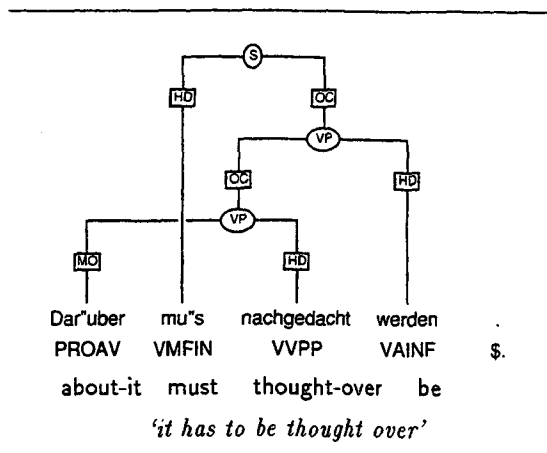 S
HD OC
VP
OC HD
VP
MO HD
Dar"uber mu"s nachgedacht werden .
PROAV VMFIN VVPP VAINF $.
about-it must thought-over be
‘it has to be thought over’